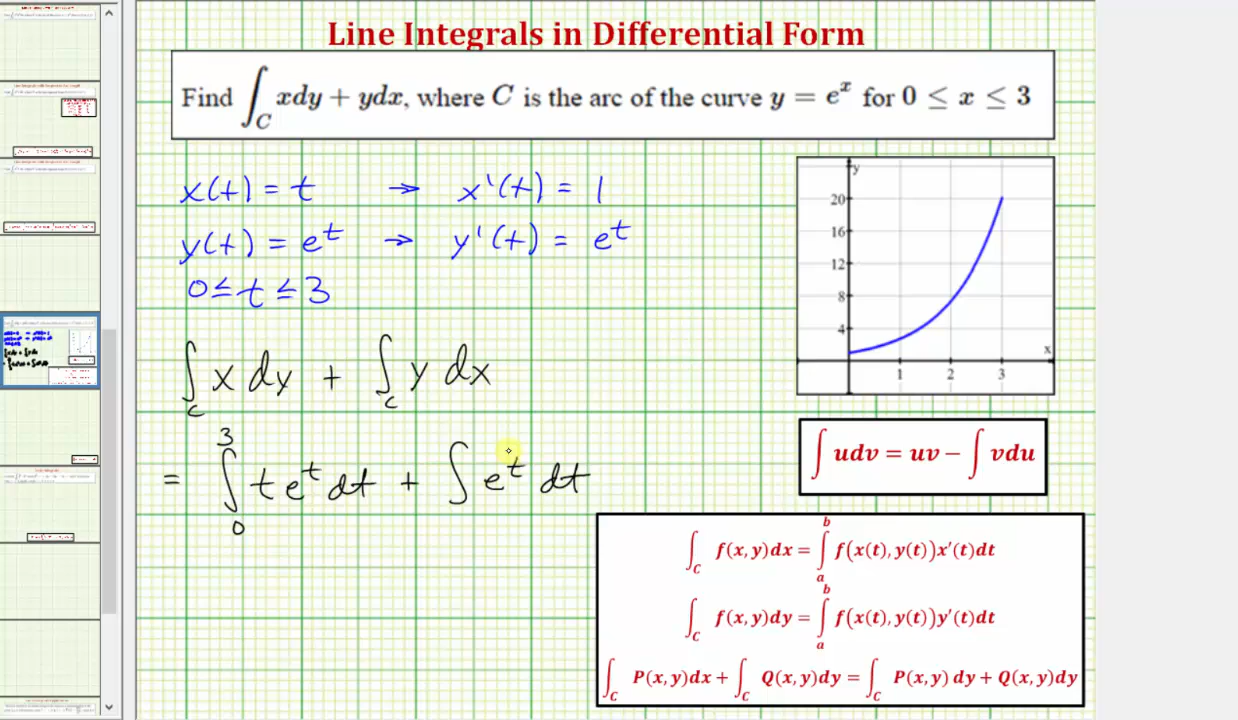 Line Integrals in Differential Form
Find ∫_C xdy + ydx, where C is the arc of the curve y = e^x for 0 ≤ x ≤ 3
x(t) = t → x'(t) = 1
y(t) = e^t → y'(t) = e^t
0 ≤ t ≤ 3
∫_C x dy + ∫_C y dx
= ∫_0^3 t e^t dt + ∫ e^t dt
y
20
16
12
8
4
x
1 2 3
∫ udv = uv − ∫ vdu
∫_C f(x, y)dx = ∫_a^b f(x(t), y(t))x'(t)dt
∫_C f(x, y)dy = ∫_a^b f(x(t), y(t))y'(t)dt
∫_C P(x, y)dx + ∫_C Q(x, y)dy = ∫_C P(x, y) dy + Q(x, y)dy